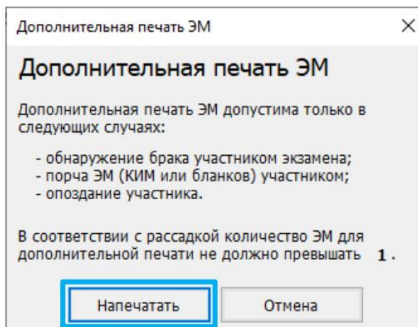 Дополнительная печать ЭМ
Дополнительная печать ЭМ
Дополнительная печать ЭМ допустима только в
следующих случаях:
- обнаружение брака участником экзамена;
- порча ЭМ (КИМ или бланков) участником;
- опоздание участника.
В соответствии с рассадкой количество ЭМ для
дополнительной печати не должно превышать 1 .
Напечатать Отмена